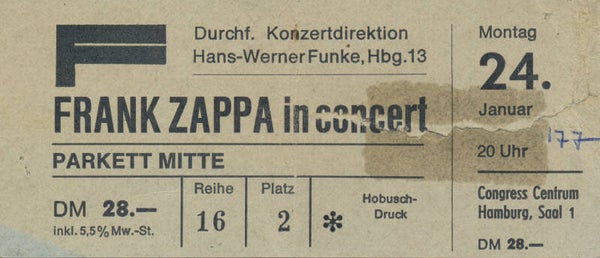 Durchf. Konzertdirektion
Hans-Werner Funke, Hbg.13
FRANK ZAPPA in concert
PARKETT MITTE
DM 28.—
inkl. 5,5% Mw.-St.
Reihe
16
Platz
2
*
Hobusch-
Druck
Montag
24.
Januar
20 Uhr
177-
Congress Centrum
Hamburg, Saal 1
DM 28.—